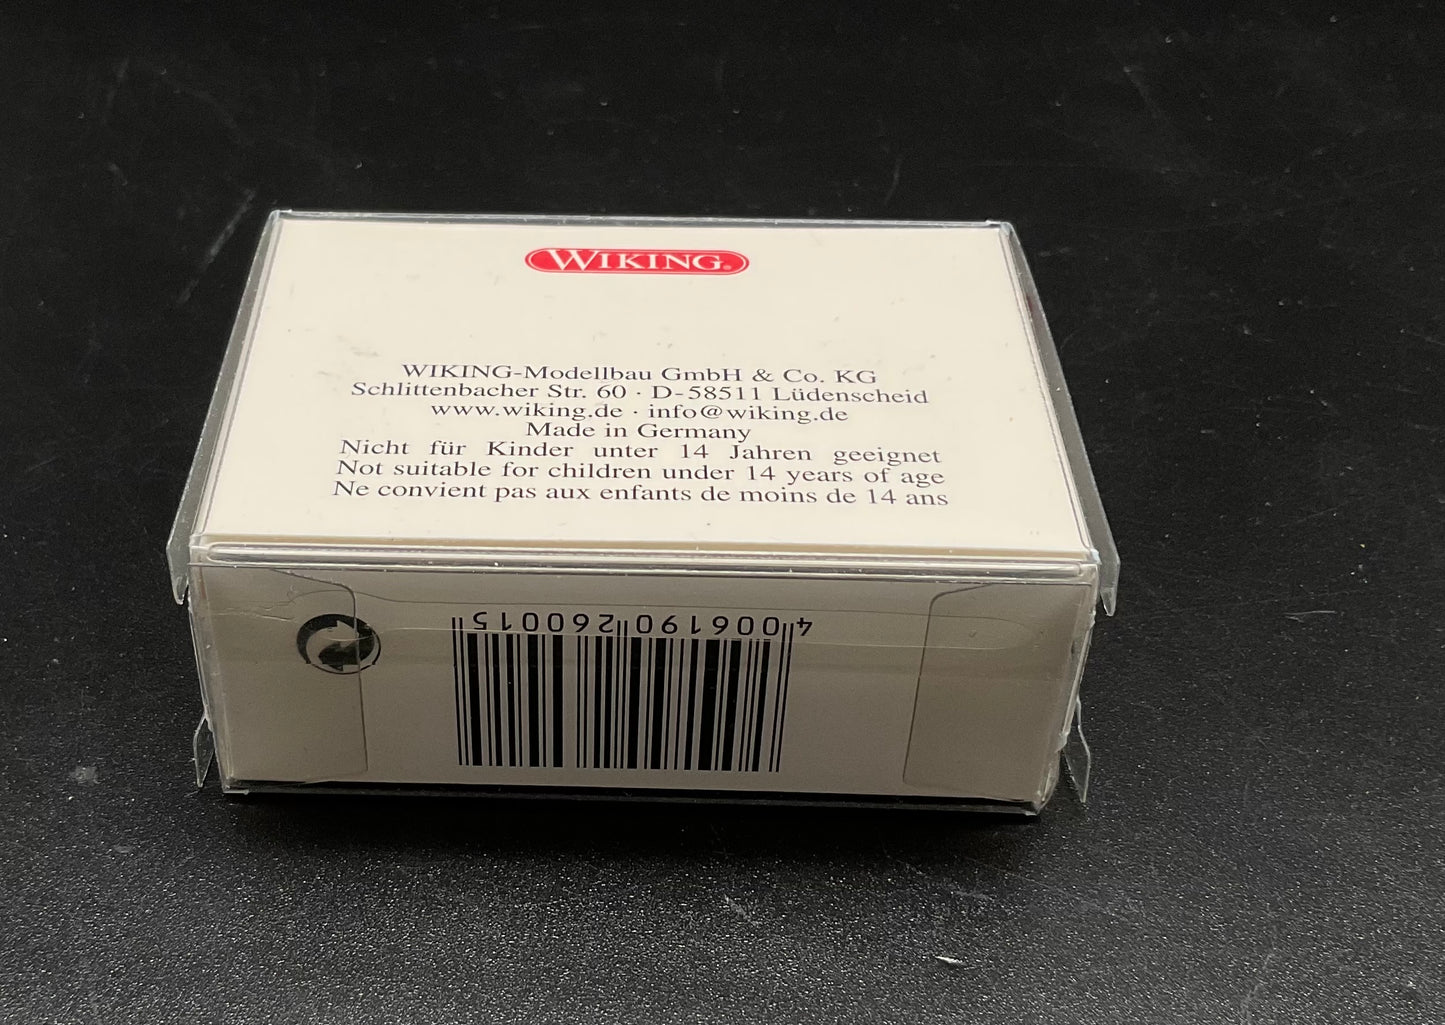 WIKING®
WIKING-Modellbau GmbH & Co. KG
Schlittenbacher Str. 60 · D-58511 Lüdenscheid
www.wiking.de · info@wiking.de
Made in Germany
Nicht für Kinder unter 14 Jahren geeignet
Not suitable for children under 14 years of age
Ne convient pas aux enfants de moins de 14 ans
4 006190 260015